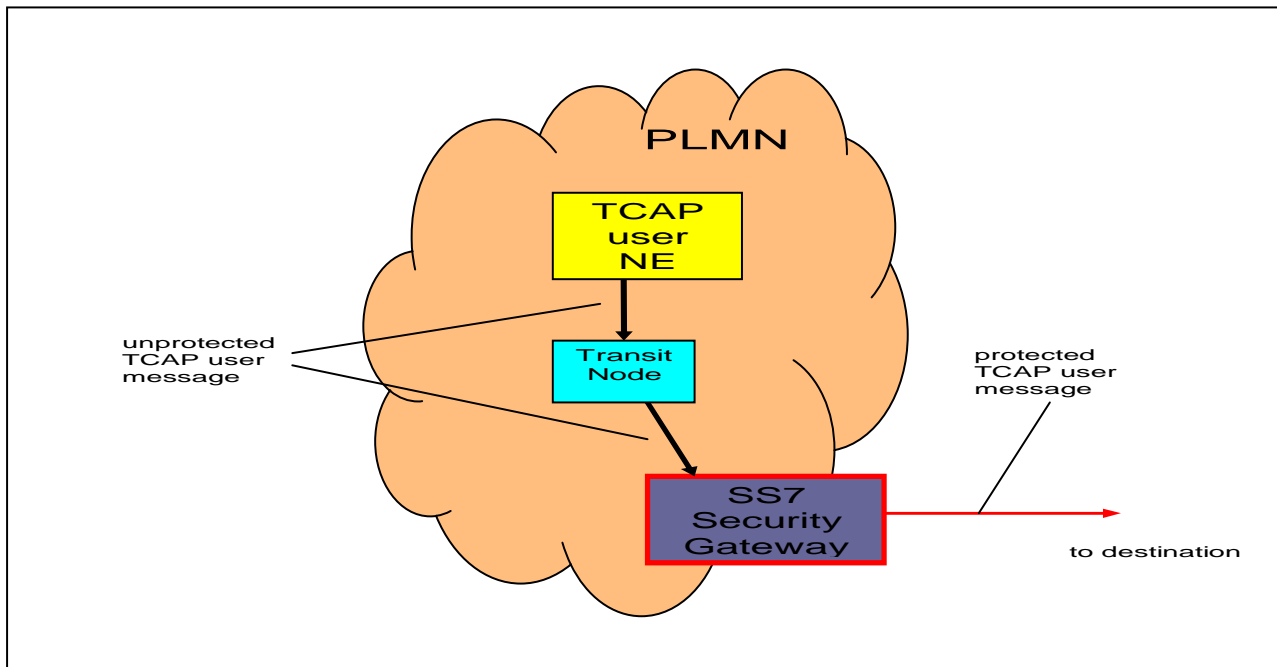 PLMN
TCAP
user
NE
unprotected
TCAP user
message
Transit
Node
protected
TCAP user
message
SS7
Security
Gateway
to destination